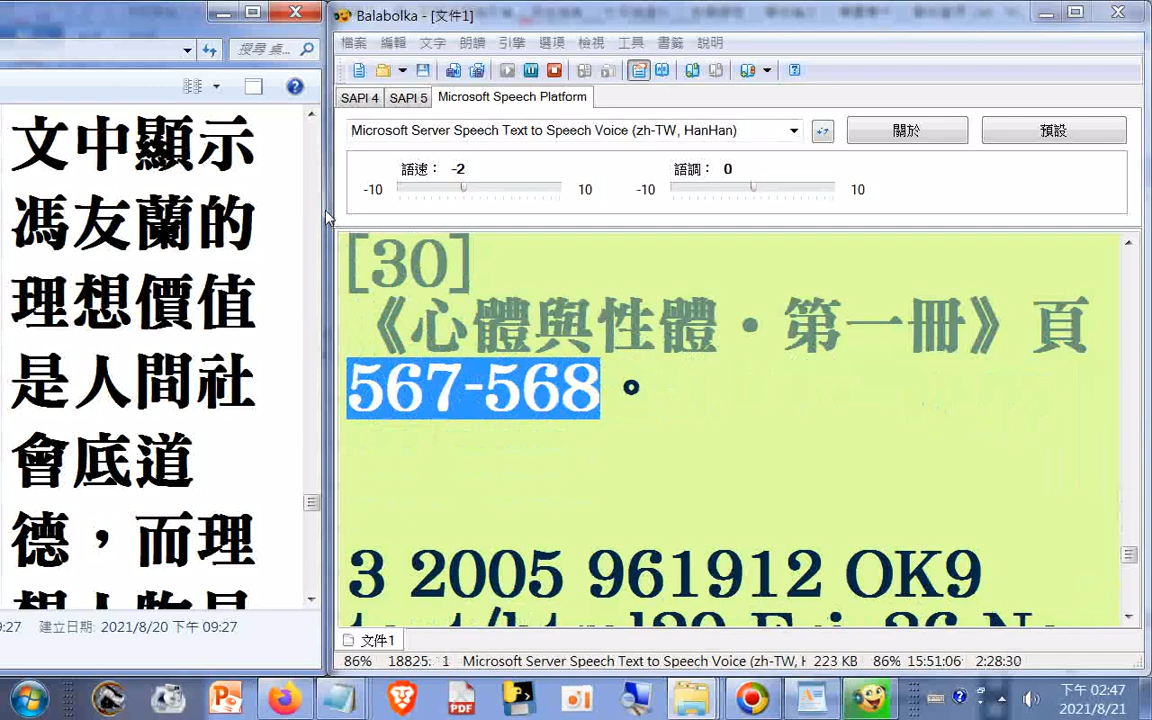 Balabolka - [文件1]
檔案 編輯 文字 朗讀 引擎 選項 檢視 工具 書籤 說明
搜尋 桌...
SAPI 4 SAPI 5 Microsoft Speech Platform
Microsoft Server Speech Text to Speech Voice (zh-TW, HanHan)
關於 預設
語速： -2 語調： 0
-10 10 -10 10
文中顯示
馮友蘭的
理想價值
是人間社
會底道
德，而理
想人物是
:27 建立日期: 2021/8/20 下午 09:27
[30]
《心體與性體·第一冊》頁
567-568。
3 2005 961912 OK9
文件1
86% 18825: 1 Microsoft Server Speech Text to Speech Voice (zh-TW, H 223 KB 86% 15:51:06 2:28:30
下午 02:47
2021/8/21